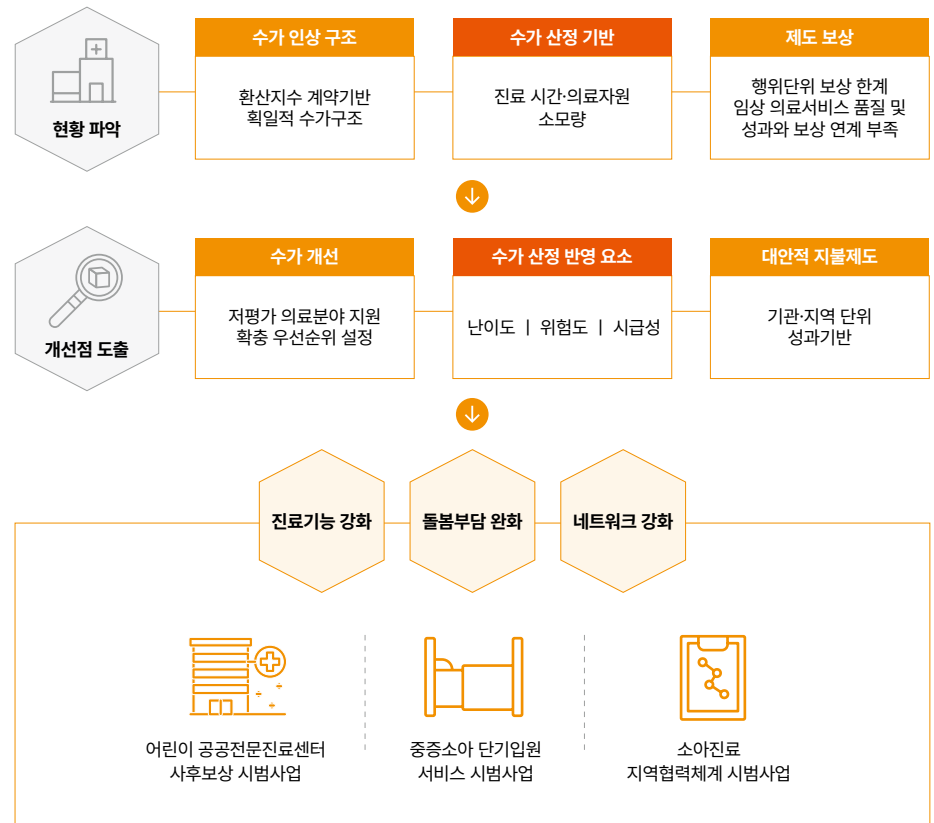 현황 파악
수가 인상 구조
환산지수 계약기반
획일적 수가구조
수가 산정 기반
진료 시간·의료자원
소모량
제도 보상
행위단위 보상 한계
임상 의료서비스 품질 및
성과와 보상 연계 부족
개선점 도출
수가 개선
저평가 의료분야 지원
확충 우선순위 설정
수가 산정 반영 요소
난이도 | 위험도 | 시급성
대안적 지불제도
기관·지역 단위
성과기반
진료기능 강화
돌봄부담 완화
네트워크 강화
어린이 공공전문진료센터
사후보상 시범사업
중증소아 단기입원
서비스 시범사업
소아진료
지역협력체계 시범사업